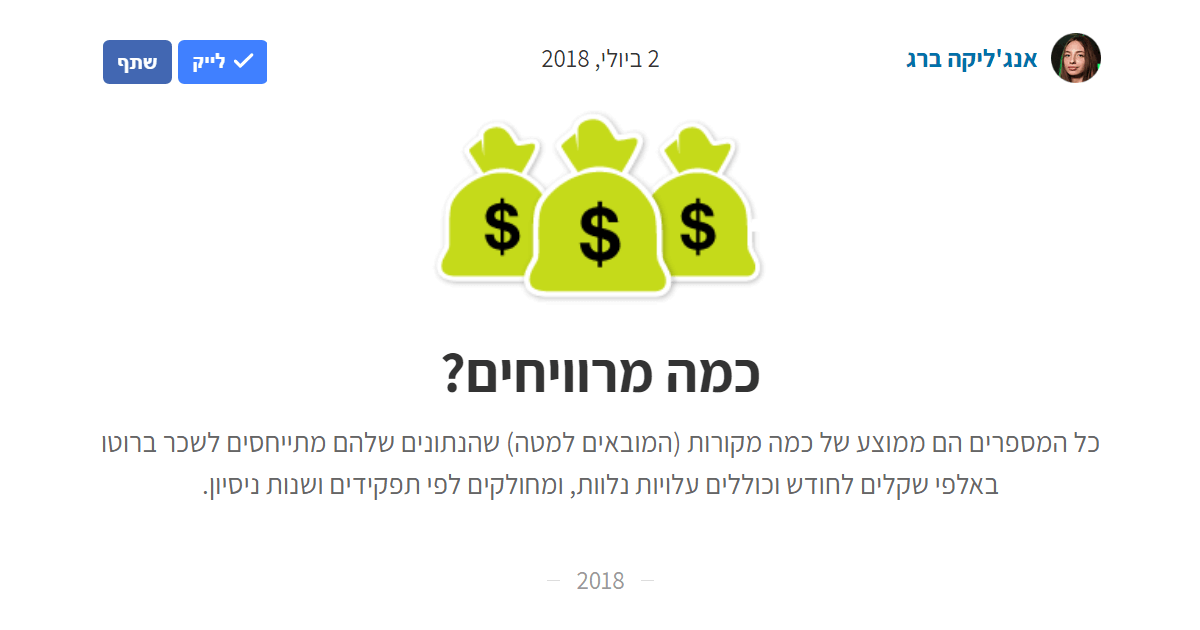 אנג'ליקה ברג
2 ביולי, 2018
לייק
שתף
$ $ $
כמה מרוויחים?
כל המספרים הם ממוצע של כמה מקורות (המובאים למטה) שהנתונים שלהם מתייחסים לשכר ברוטו
באלפי שקלים לחודש וכוללים עלויות נלוות, ומחולקים לפי תפקידים ושנות ניסיון.
2018